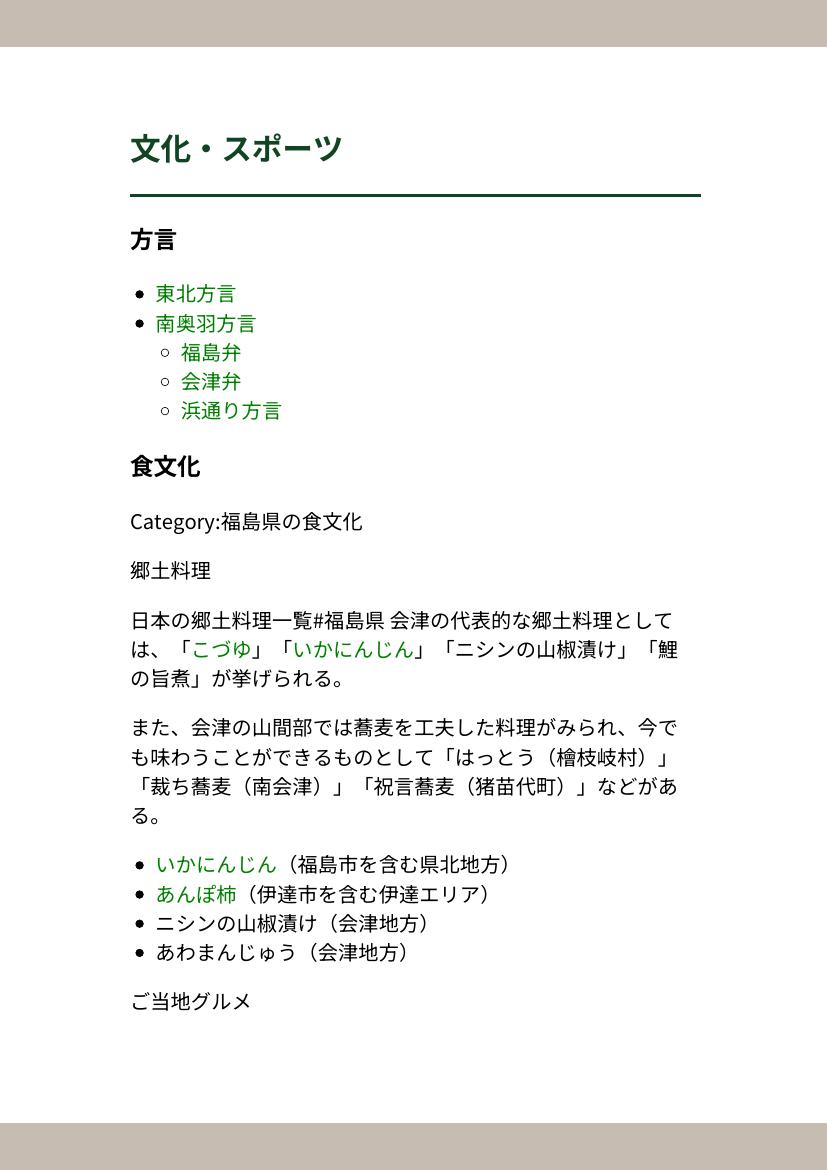 文化・スポーツ
方言
東北方言
南奥羽方言
福島弁
会津弁
浜通り方言
食文化
Category:福島県の食文化
郷土料理
日本の郷土料理一覧#福島県 会津の代表的な郷土料理として
は、「こづゆ」「いかにんじん」「ニシンの山椒漬け」「鯉
の旨煮」が挙げられる。
また、会津の山間部では蕎麦を工夫した料理がみられ、今で
も味わうことができるものとして「はっとう（檜枝岐村）」
「裁ち蕎麦（南会津）」「祝言蕎麦（猪苗代町）」などがあ
る。
いかにんじん（福島市を含む県北地方）
あんぽ柿（伊達市を含む伊達エリア）
ニシンの山椒漬け（会津地方）
あわまんじゅう（会津地方）
ご当地グルメ